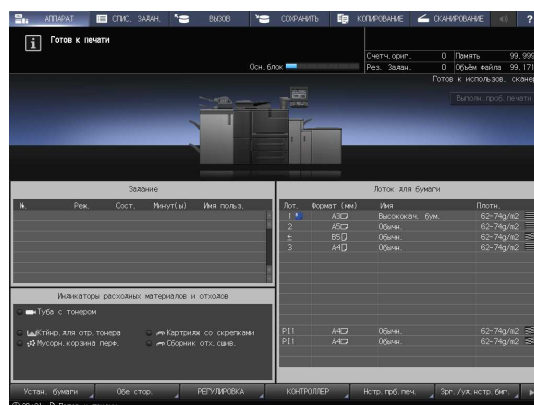 АППАРАТ СПИС. ЗАДАН. ВЫЗОВ СОХРАНИТЬ КОПИРОВАНИЕ СКАНИРОВАНИЕ ?
Готов к печати
Осн. блок
Счетч. ориг. 0 Память 99.999
Рез. Задан. 0 Объём файла 99.171
Готов к использов. сканер
Выполн. проб. печати
Задание
№. Реж. Сост. Минут(ы) Имя польз.
Лоток для бумаги
Лот. Формат (мм) Имя Плотн.
1 A3 Высококач. бум. 62-74g/m2
2 A5 Обычн. 62-74g/m2
B5 Обычн. 62-74g/m2
3 A4 Обычн. 62-74g/m2
PI1 A4 Обычн. 62-74g/m2
PI1 A4 Обычн. 62-74g/m2
Индикаторы расходных материалов и отходов
Туба с тонером
Ктйнр. для отр. тонера Картридж со скрепками
Мусорн. корзина перф. Сборник отх. сшив.
Устан. бумаги Обе стор. РЕГУЛИРОВКА КОНТРОЛЛЕР Нстр. прб. печ.